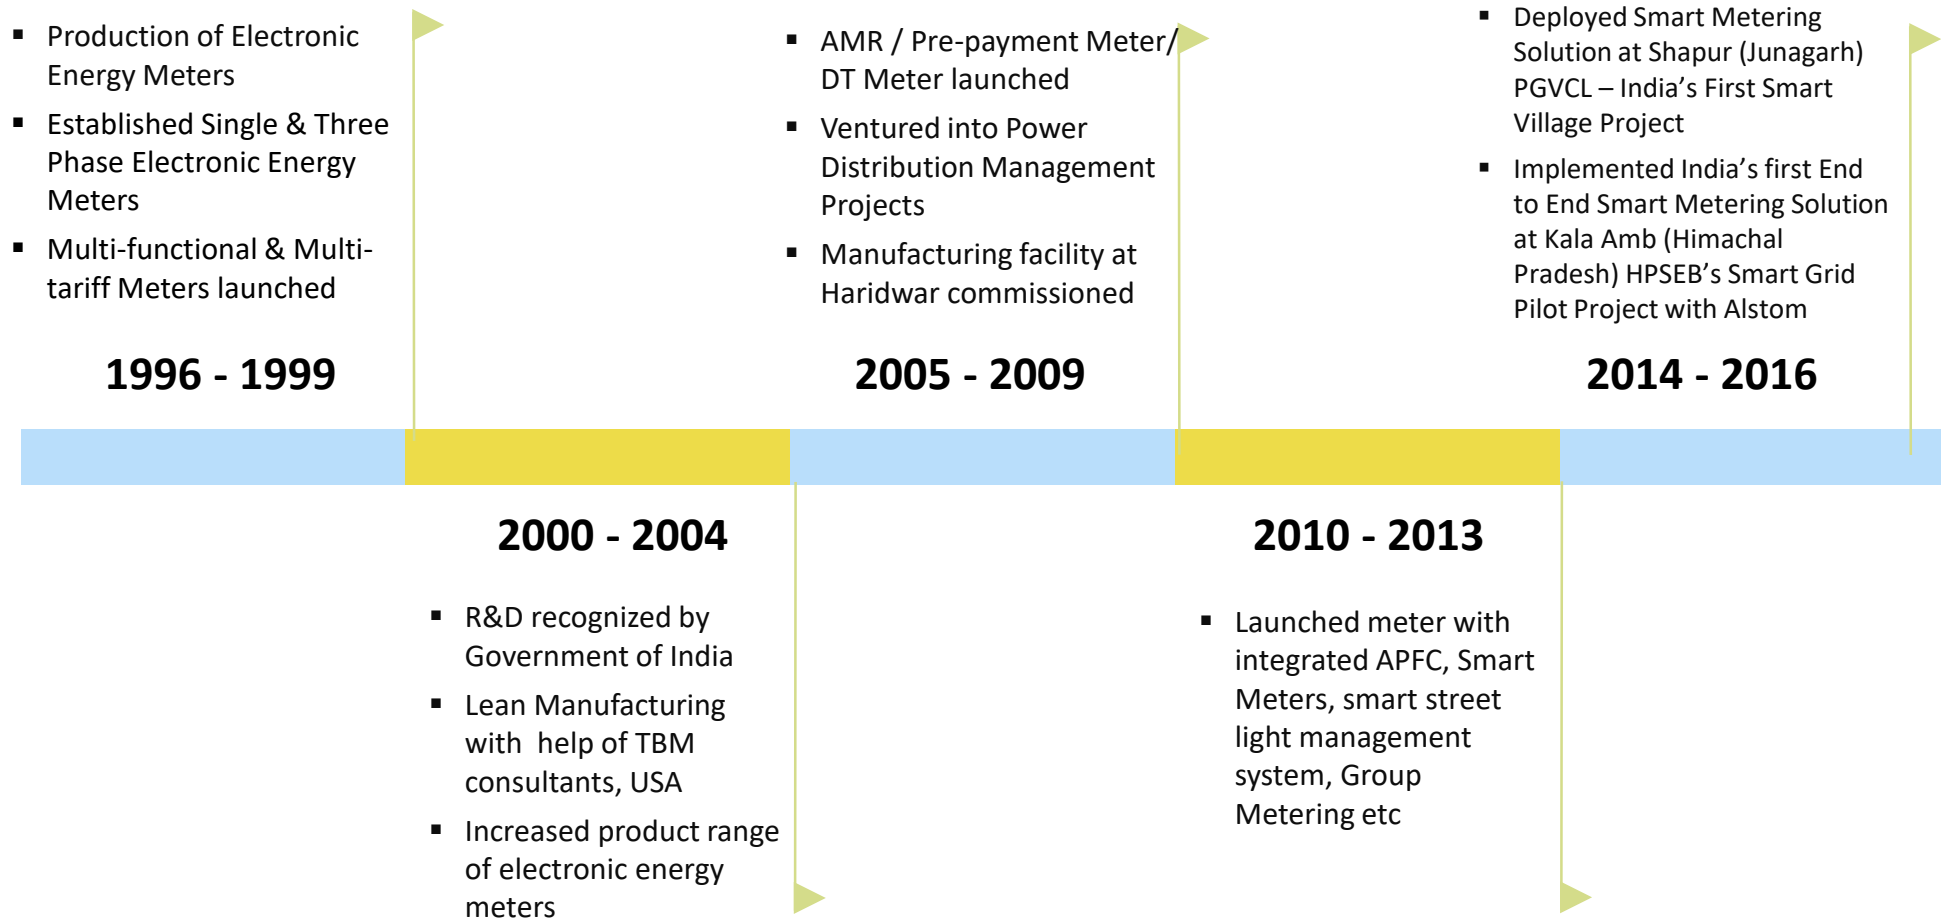 ▪ Production of Electronic
Energy Meters
▪ Established Single & Three
Phase Electronic Energy
Meters
▪ Multi-functional & Multi-
tariff Meters launched
1996 - 1999
▪ R&D recognized by
Government of India
▪ Lean Manufacturing
with help of TBM
consultants, USA
▪ Increased product range
of electronic energy
meters
2000 - 2004
▪ AMR / Pre-payment Meter/
DT Meter launched
▪ Ventured into Power
Distribution Management
Projects
▪ Manufacturing facility at
Haridwar commissioned
2005 - 2009
2010 - 2013
▪ Launched meter with
integrated APFC, Smart
Meters, smart street
light management
system, Group
Metering etc
▪ Deployed Smart Metering
Solution at Shapur (Junagarh)
PGVCL – India’s First Smart
Village Project
▪ Implemented India’s first End
to End Smart Metering Solution
at Kala Amb (Himachal
Pradesh) HPSEB’s Smart Grid
Pilot Project with Alstom
2014 - 2016